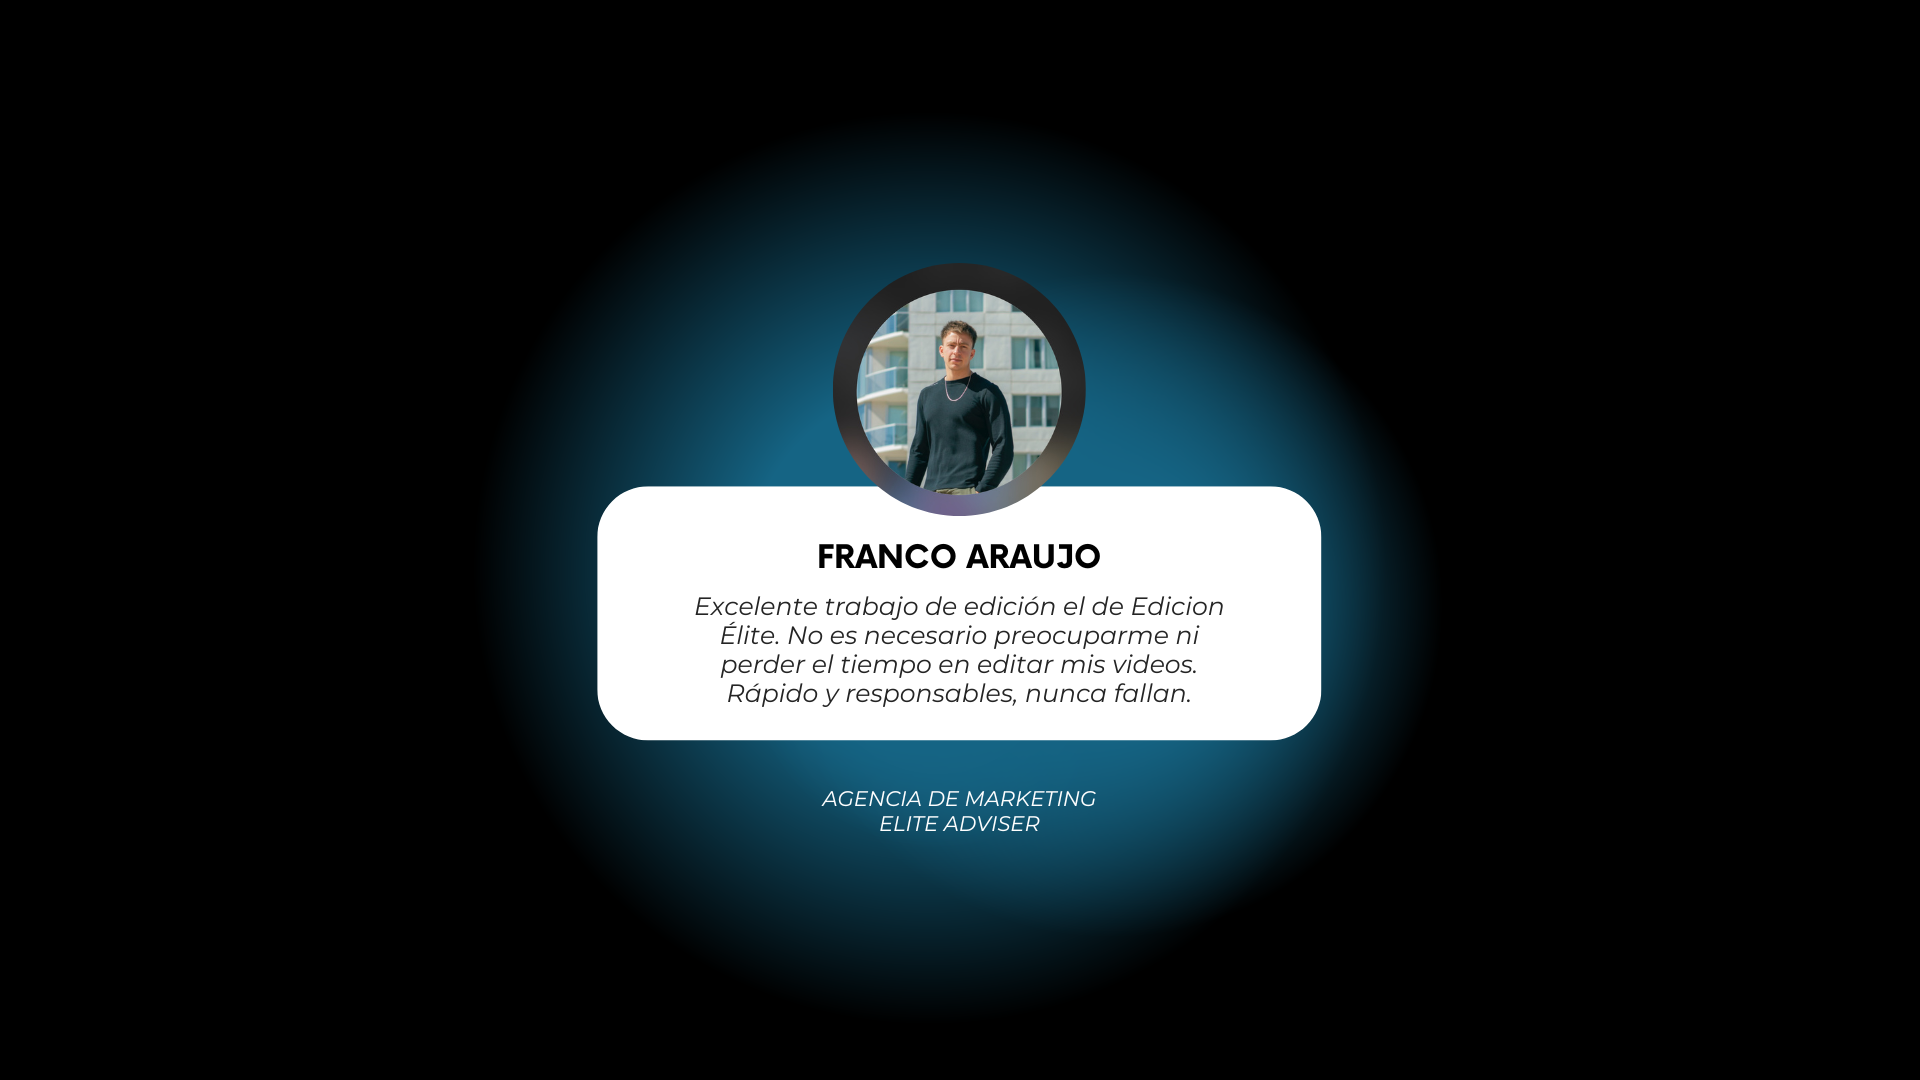 FRANCO ARAUJO
Excelente trabajo de edición el de Edicion
Élite. No es necesario preocuparme ni
perder el tiempo en editar mis videos.
Rápido y responsables, nunca fallan.
AGENCIA DE MARKETING
ELITE ADVISER